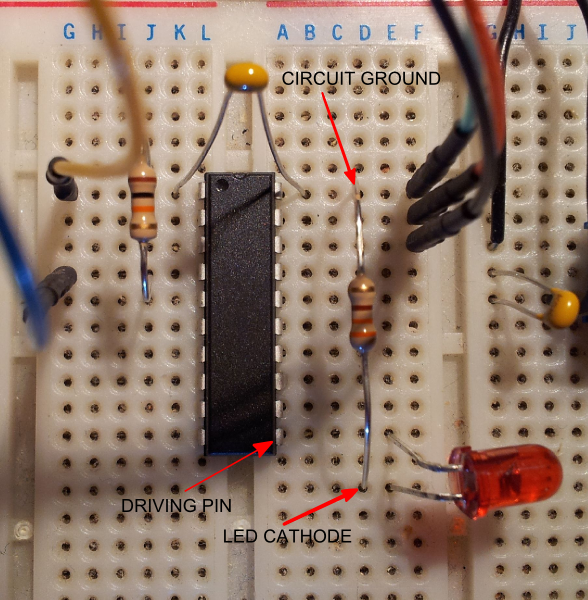 G H I J K L A B C D E F G H I J
CIRCUIT GROUND
DRIVING PIN
LED CATHODE